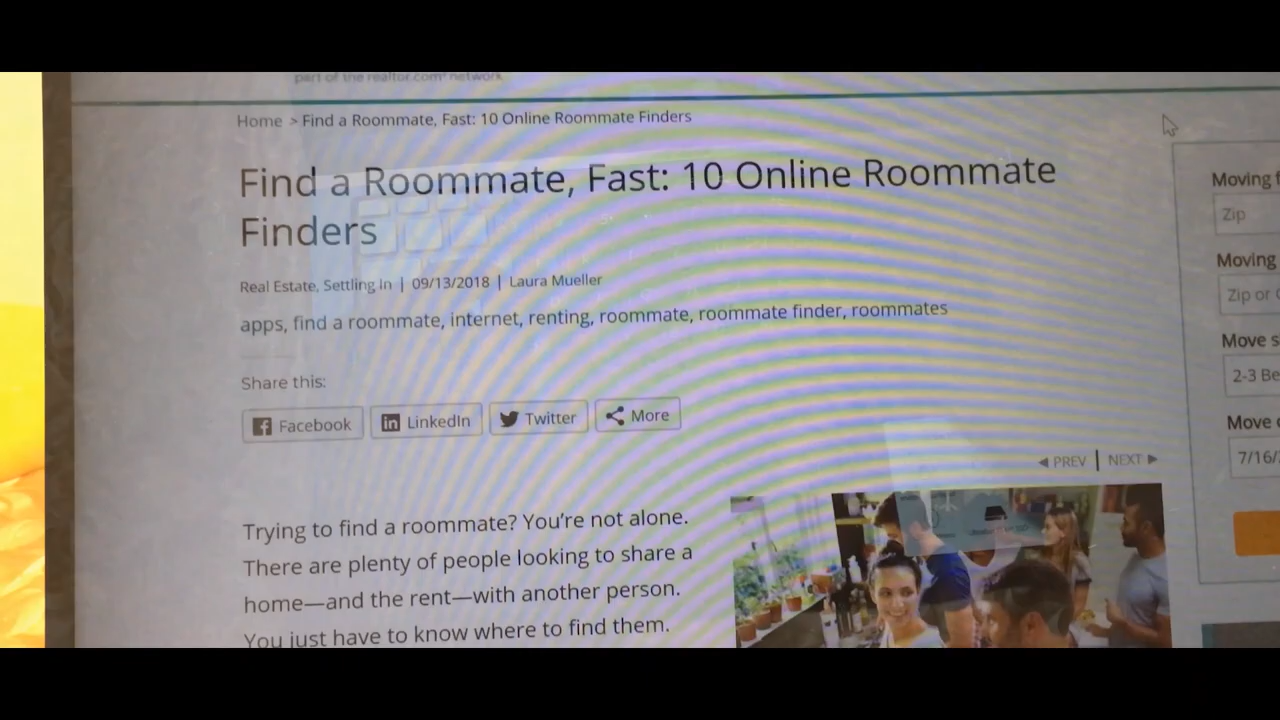 part of the realtor.com® network
Home > Find a Roommate, Fast: 10 Online Roommate Finders
Find a Roommate, Fast: 10 Online Roommate
Finders
Real Estate, Settling In | 09/13/2018 | Laura Mueller
apps, find a roommate, internet, renting, roommate, roommate finder, roommates
Share this:
Facebook
LinkedIn
Twitter
More
PREV | NEXT
Trying to find a roommate? You're not alone.
There are plenty of people looking to share a
home—and the rent—with another person.
You just have to know where to find them.
Moving
Zip
Moving
Zip or
Move
2-3
Move
7/16/